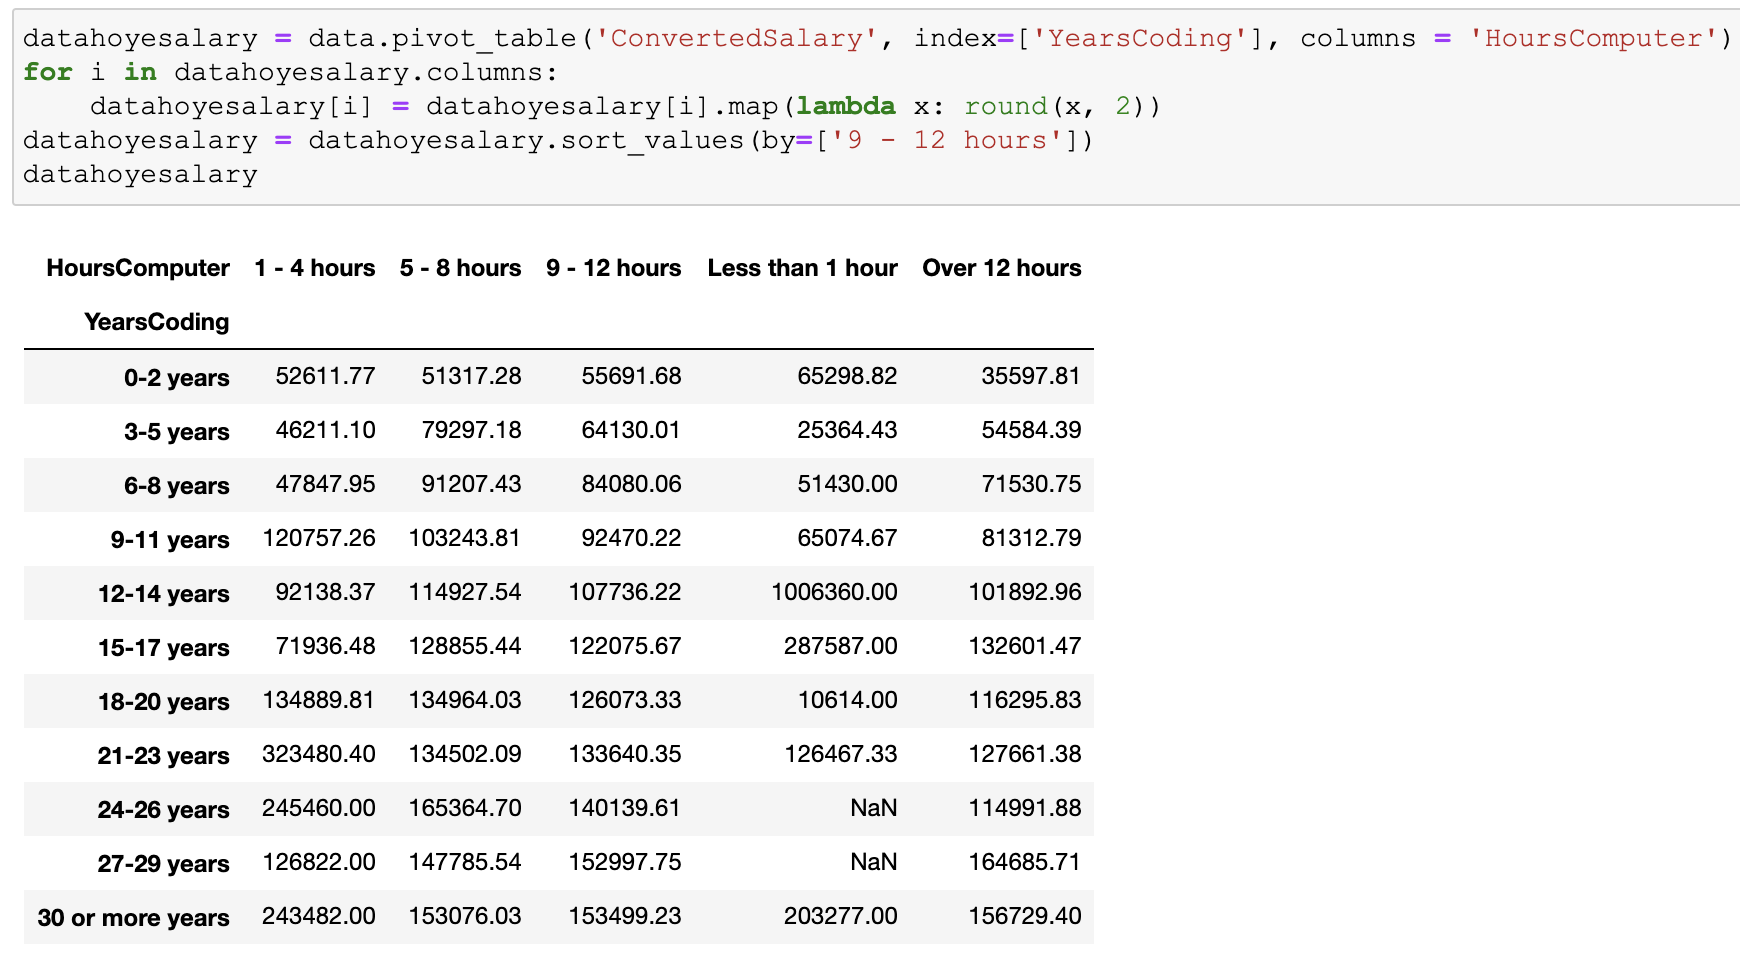 datahoyesalary = data.pivot_table('ConvertedSalary', index=['YearsCoding'], columns = 'HoursComputer')
for i in datahoyesalary.columns:
    datahoyesalary[i] = datahoyesalary[i].map(lambda x: round(x, 2))
datahoyesalary = datahoyesalary.sort_values(by=['9 - 12 hours'])
datahoyesalary
HoursComputer 1 - 4 hours 5 - 8 hours 9 - 12 hours Less than 1 hour Over 12 hours
YearsCoding
0-2 years 52611.77 51317.28 55691.68 65298.82 35597.81
3-5 years 46211.10 79297.18 64130.01 25364.43 54584.39
6-8 years 47847.95 91207.43 84080.06 51430.00 71530.75
9-11 years 120757.26 103243.81 92470.22 65074.67 81312.79
12-14 years 92138.37 114927.54 107736.22 1006360.00 101892.96
15-17 years 71936.48 128855.44 122075.67 287587.00 132601.47
18-20 years 134889.81 134964.03 126073.33 10614.00 116295.83
21-23 years 323480.40 134502.09 133640.35 126467.33 127661.38
24-26 years 245460.00 165364.70 140139.61 NaN 114991.88
27-29 years 126822.00 147785.54 152997.75 NaN 164685.71
30 or more years 243482.00 153076.03 153499.23 203277.00 156729.40